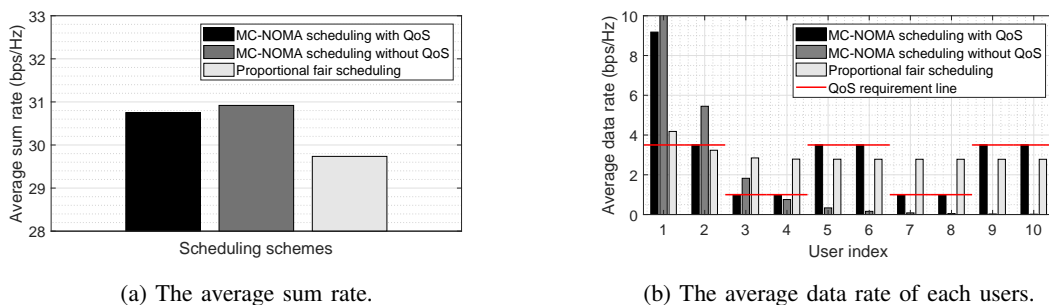 33
32
31
30
29
28
Average sum rate (bps/Hz)
MC-NOMA scheduling with QoS
MC-NOMA scheduling without QoS
Proportional fair scheduling
Scheduling schemes
(a) The average sum rate.
10
8
6
4
2
0
Average data rate (bps/Hz)
MC-NOMA scheduling with QoS
MC-NOMA scheduling without QoS
Proportional fair scheduling
QoS requirement line
1 2 3 4 5 6 7 8 9 10
User index
(b) The average data rate of each users.